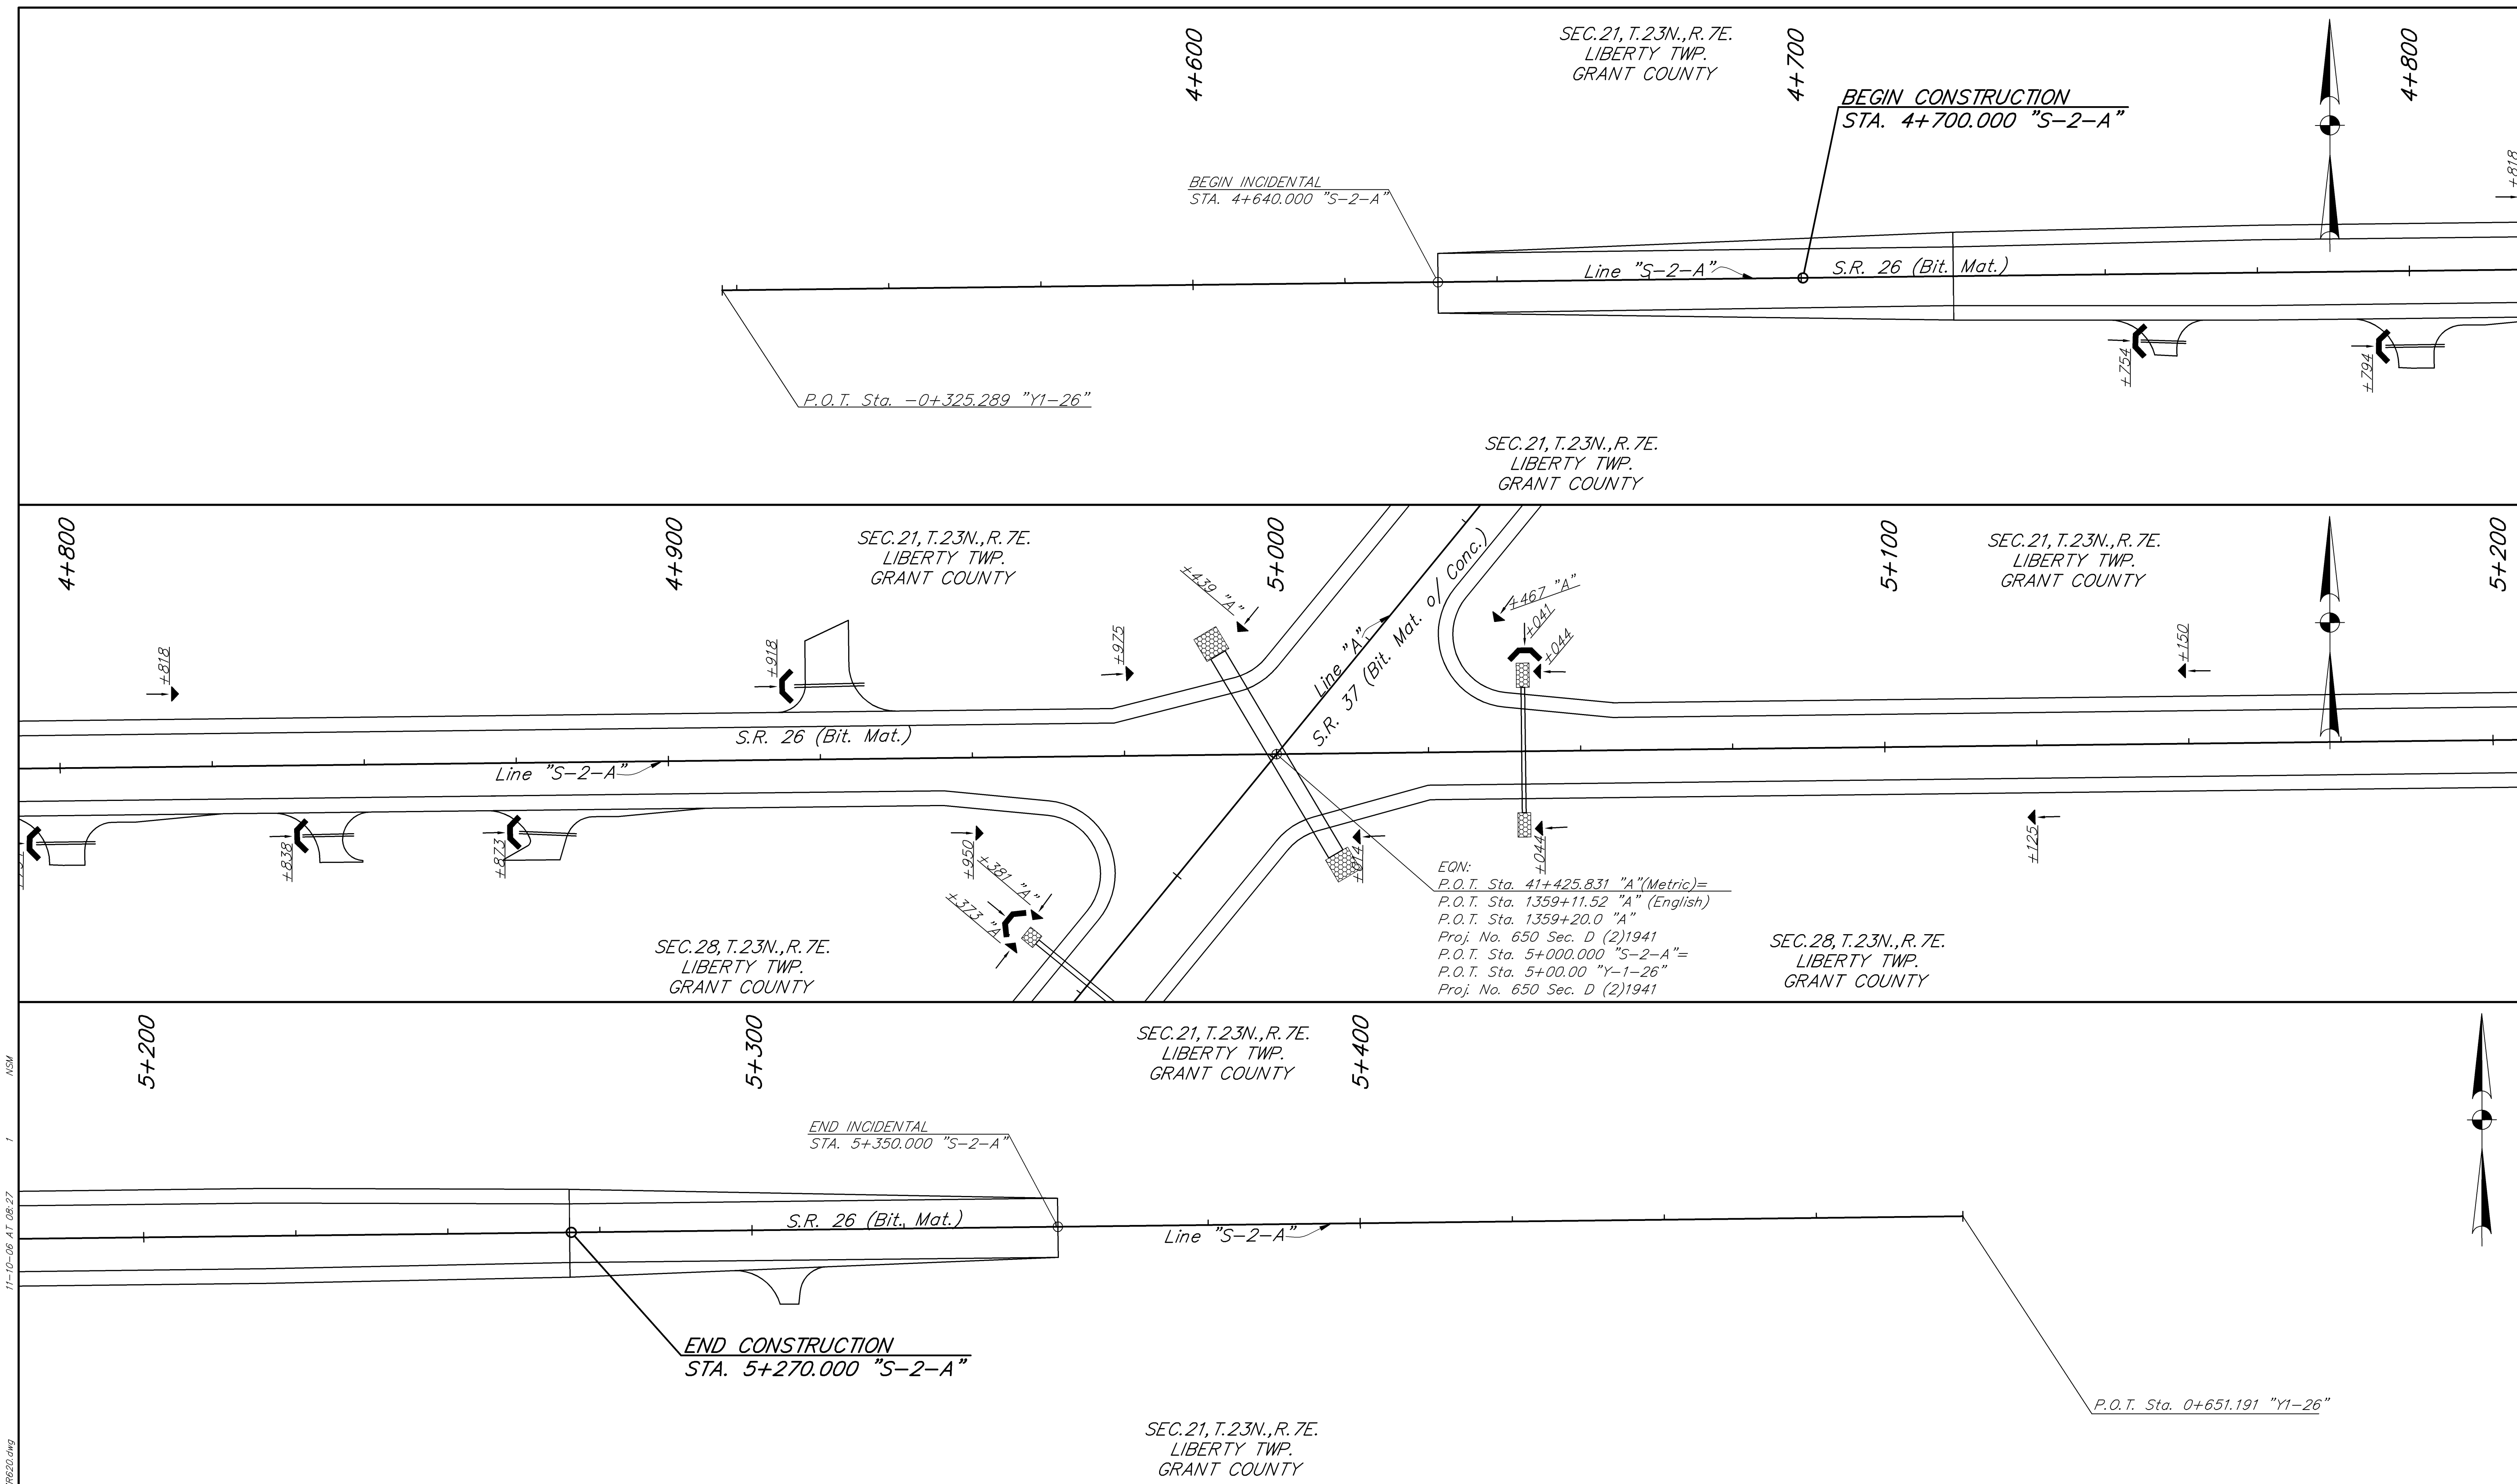 4+600
SEC.21,T.23N.,R.7E.
LIBERTY TWP.
GRANT COUNTY
4+700
4+800
BEGIN CONSTRUCTION
STA. 4+700.000 "S-2-A"
+818
BEGIN INCIDENTAL
STA. 4+640.000 "S-2-A"
Line "S-2-A"
S.R. 26 (Bit. Mat.)
+754
+794
P.O.T. Sta. -0+325.289 "Y1-26"
SEC.21,T.23N.,R.7E.
LIBERTY TWP.
GRANT COUNTY
4+800
4+900
SEC.21,T.23N.,R.7E.
LIBERTY TWP.
GRANT COUNTY
5+000
5+100
SEC.21,T.23N.,R.7E.
LIBERTY TWP.
GRANT COUNTY
5+200
+818
+918
+975
+439 "A"
Line "A"
S.R. 37 (Bit. Mat. o/ Conc.)
+467 "A"
+041
+044
+150
S.R. 26 (Bit. Mat.)
Line "S-2-A"
+838
+873
+950
+381 "A"
+373 "A
+014
+044
+125
EQN:
P.O.T. Sta. 41+425.831 "A"(Metric)=
P.O.T. Sta. 1359+11.52 "A" (English)
P.O.T. Sta. 1359+20.0 "A"
Proj. No. 650 Sec. D (2)1941
P.O.T. Sta. 5+000.000 "S-2-A"=
P.O.T. Sta. 5+00.00 "Y-1-26"
Proj. No. 650 Sec. D (2)1941
SEC.28,T.23N.,R.7E.
LIBERTY TWP.
GRANT COUNTY
SEC.28,T.23N.,R.7E.
LIBERTY TWP.
GRANT COUNTY
5+200
5+300
SEC.21,T.23N.,R.7E.
LIBERTY TWP.
GRANT COUNTY
5+400
END INCIDENTAL
STA. 5+350.000 "S-2-A"
S.R. 26 (Bit. Mat.)
Line "S-2-A"
END CONSTRUCTION
STA. 5+270.000 "S-2-A"
P.O.T. Sta. 0+651.191 "Y1-26"
SEC.21,T.23N.,R.7E.
LIBERTY TWP.
GRANT COUNTY
R620.dwg 11-10-06 AT 08:27 1 NSM